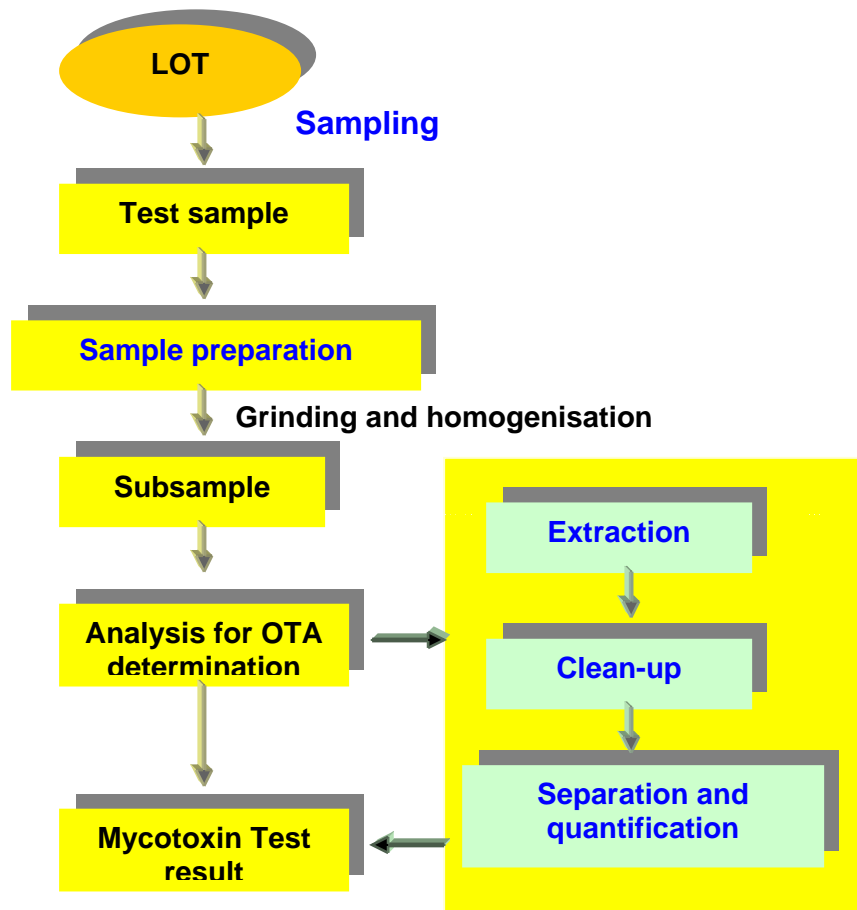 LOT
Sampling
Test sample
Sample preparation
Grinding and homogenisation
Subsample
Analysis for OTA
determination
Extraction
Clean-up
Separation and
quantification
Mycotoxin Test
result